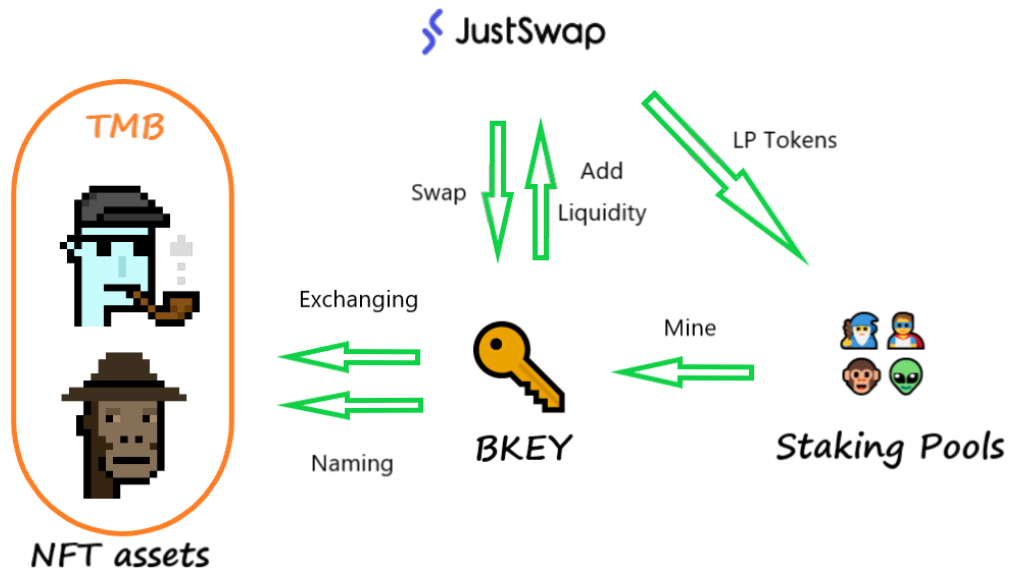 JustSwap
TMB
LP Tokens
Swap
Add
Liquidity
Exchanging
Mine
BKEY
Staking Pools
Naming
NFT assets